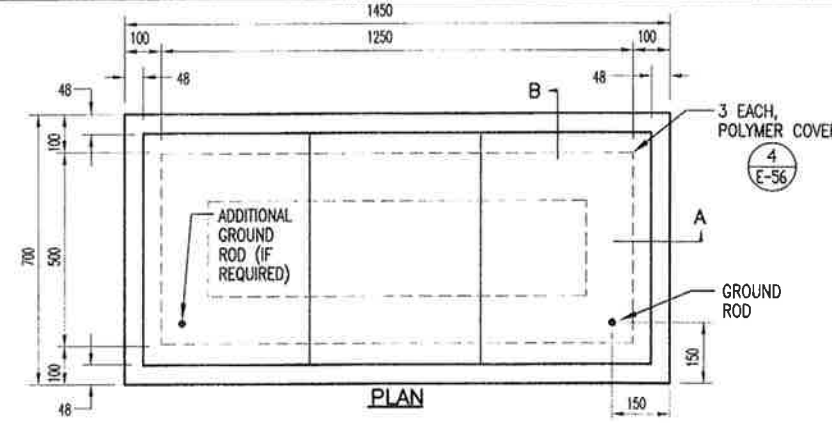 1450
100 1250 100
48 48
48
B
3 EACH,
POLYMER COVER
4
E-56
100
ADDITIONAL
GROUND
ROD (IF
REQUIRED)
A
700
500
GROUND
ROD
100
150
48
PLAN
150